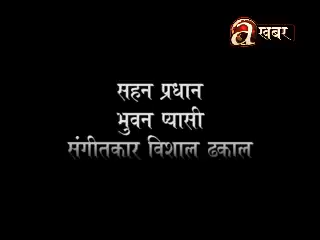 a खबर
सहन प्रधान
भुवन प्यासी
संगीतकार विशाल ढकाल